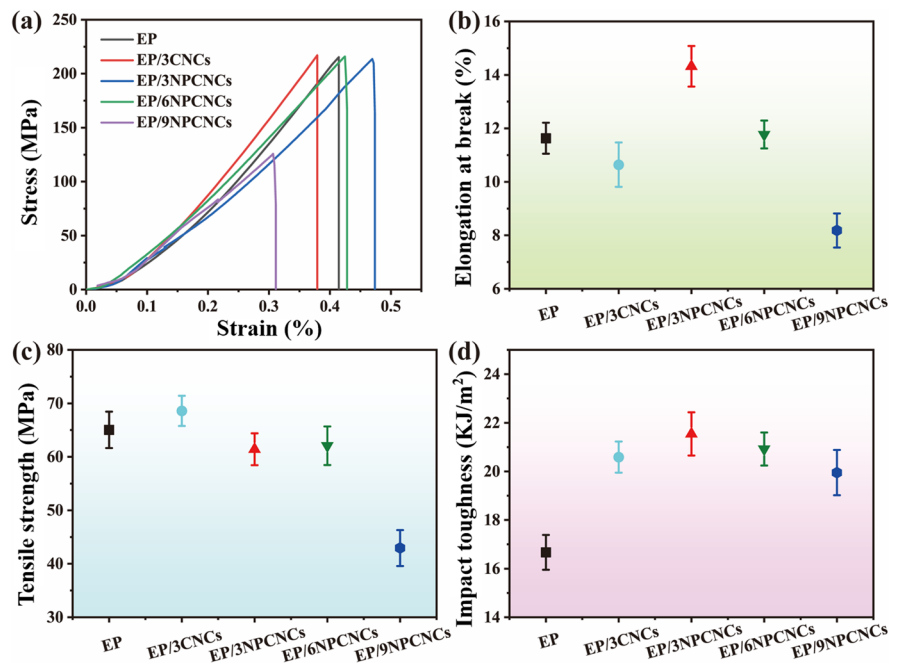 (a)
Stress (MPa)
250
200
150
100
50
0
EP
EP/3CNCs
EP/3NPCNCs
EP/6NPCNCs
EP/9NPCNCs
0.0 0.1 0.2 0.3 0.4 0.5
Strain (%)
(b)
Elongation at break (%)
16
14
12
10
8
6
EP EP/3CNCs EP/3NPCNCs EP/6NPCNCs EP/9NPCNCs
(c)
Tensile strength (MPa)
80
70
60
50
40
30
EP EP/3CNCs EP/3NPCNCs EP/6NPCNCs EP/9NPCNCs
(d)
Impact toughness (KJ/m²)
24
22
20
18
16
14
EP EP/3CNCs EP/3NPCNCs EP/6NPCNCs EP/9NPCNCs